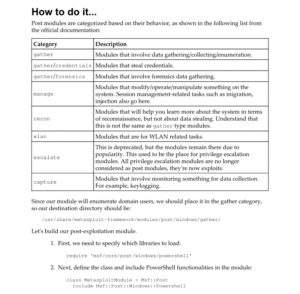 How to do it...
Post modules are categorized based on their behavior, as shown in the following list from
the official documentation:
Category Description
gather Modules that involve data gathering/collecting/enumeration.
gather/credentials Modules that steal credentials.
gather/forensics Modules that involve forensics data gathering.
manage Modules that modify/operate/manipulate something on the
system. Session management-related tasks such as migration,
injection also go here.
recon Modules that will help you learn more about the system in terms
of reconnaissance, but not about data stealing. Understand that
this is not the same as gather type modules.
wlan Modules that are for WLAN related tasks.
escalate This is deprecated, but the modules remain there due to
popularity. This used to be the place for privilege escalation
modules. All privilege escalation modules are no longer
considered as post modules, they're now exploits.
capture Modules that involve monitoring something for data collection.
For example, keylogging.
Since our module will enumerate domain users, we should place it in the gather category,
so our destination directory should be:
/usr/share/metasploit-framework/modules/post/windows/gather/
Let's build our post-exploitation module.
1. First, we need to specify which libraries to load:
require 'msf/core/post/windows/powershell'
2. Next, define the class and include PowerShell functionalities in the module:
class MetasploitModule < Msf::Post
include Msf::Post::Windows::Powershell